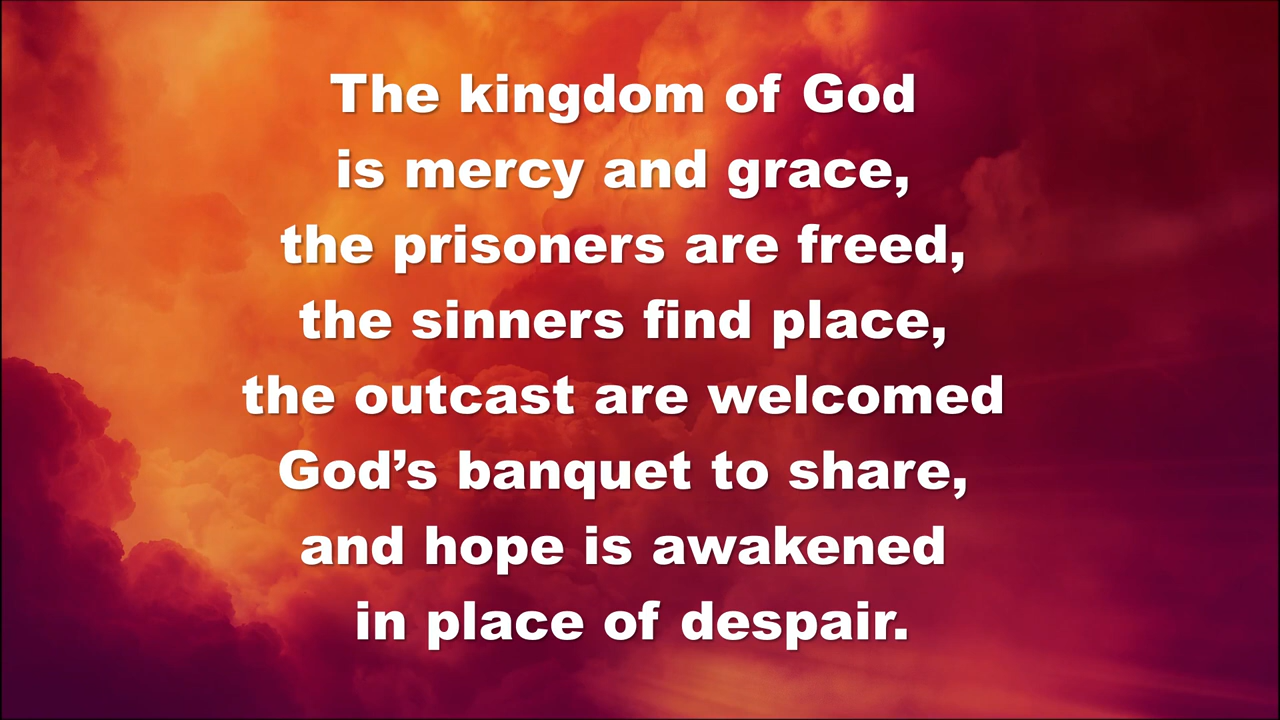 The kingdom of God
is mercy and grace,
the prisoners are freed,
the sinners find place,
the outcast are welcomed
God’s banquet to share,
and hope is awakened
in place of despair.